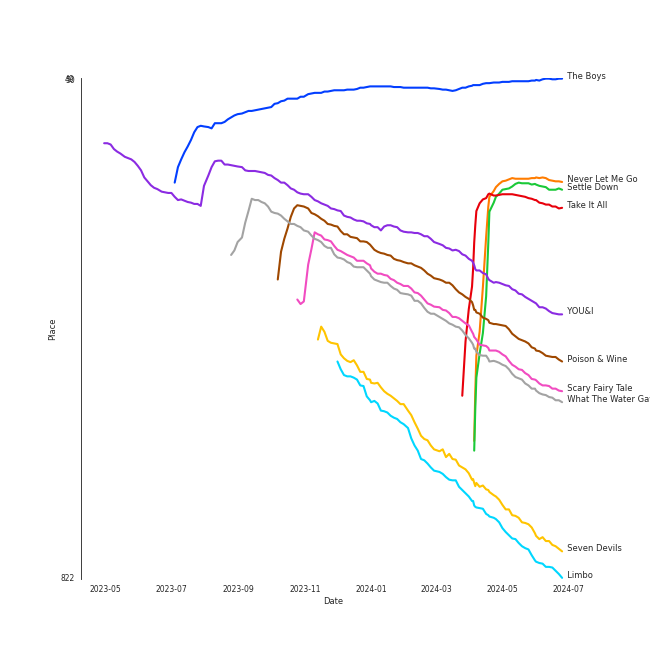 The Boys
Never Let Me Go
Settle Down
Take It All
YOU&I
Poison & Wine
Scary Fairy Tale
What The Water Ga
Seven Devils
Limbo
822
Place
2023-05 2023-07 2023-09 2023-11 2024-01 2024-03 2024-05 2024-07
Date